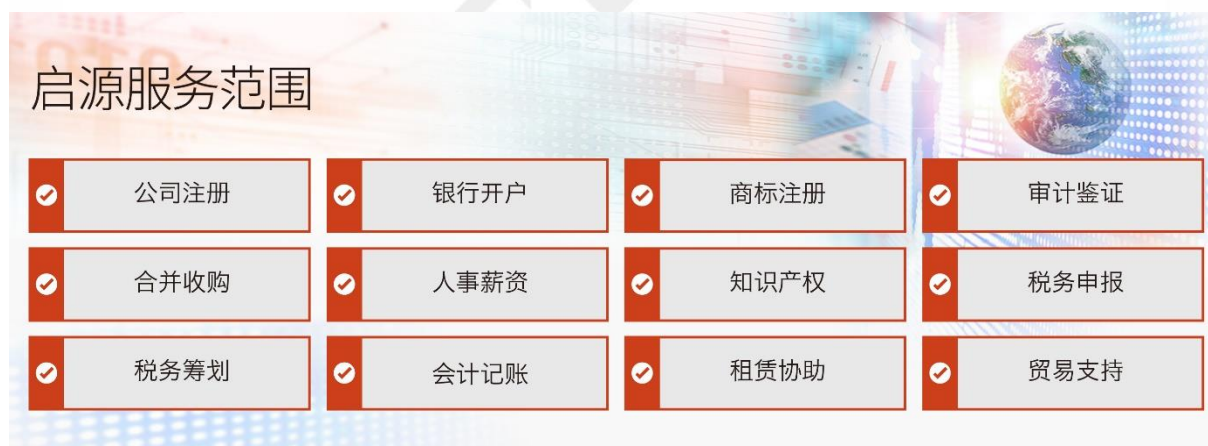 启源服务范围
公司注册
银行开户
商标注册
审计鉴证
合并收购
人事薪资
知识产权
税务申报
税务筹划
会计记账
租赁协助
贸易支持